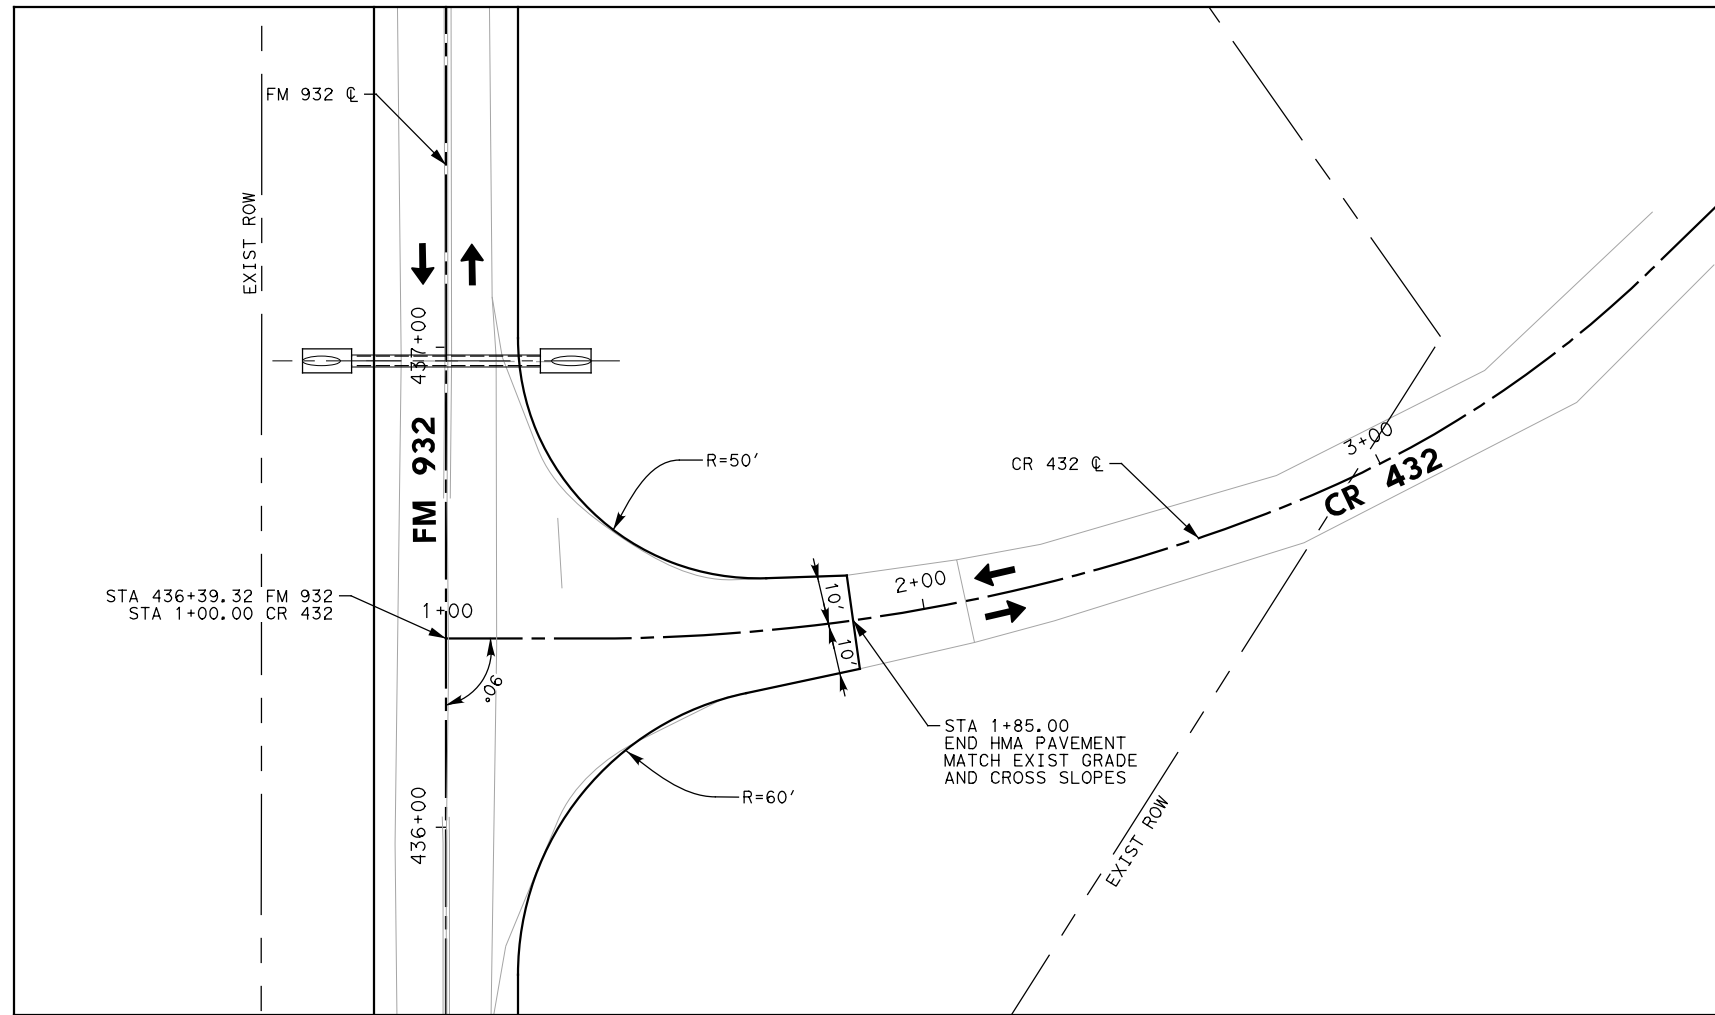 FM 932 ℄
EXIST ROW
437+00
FM 932
R=50'
CR 432 ℄
3+00
CR 432
STA 436+39.32 FM 932
STA 1+00.00 CR 432
1+00
2+00
10'
10'
90°
STA 1+85.00
END HMA PAVEMENT
MATCH EXIST GRADE
AND CROSS SLOPES
R=60'
436+00
EXIST ROW